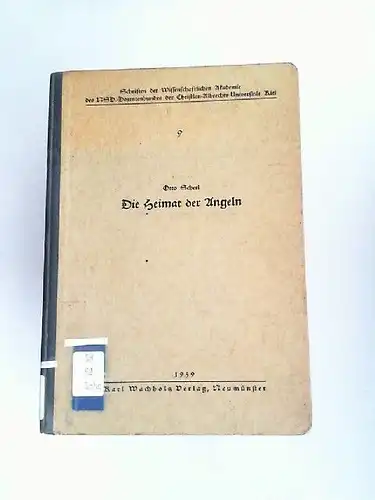 Schriften der Wissenschaftlichen Akademie
des NSD.-Dozentenbundes der Christian-Albrechts-Universität Kiel
9
Otto Scheel
Die Heimat der Angeln
1939
Karl Wachholtz Verlag, Neumünster